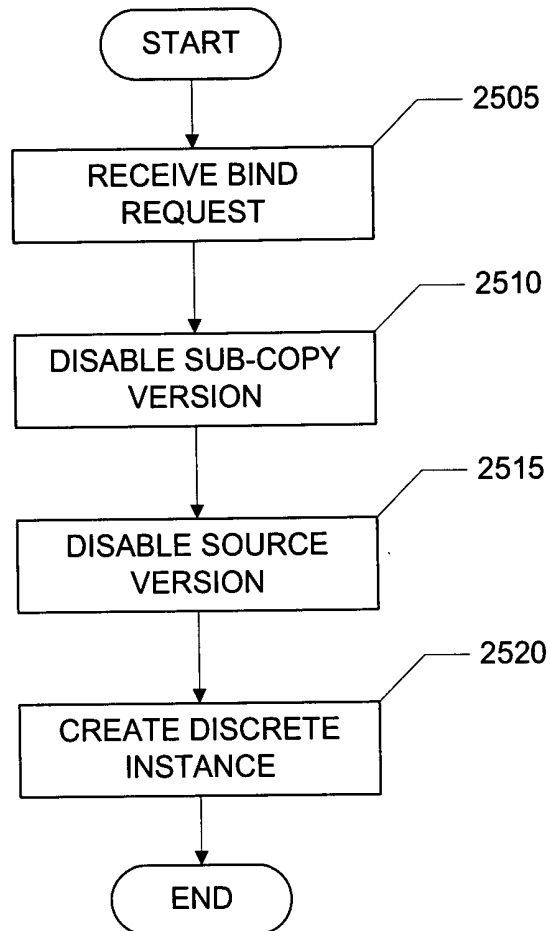 START
2505
RECEIVE BIND
REQUEST
2510
DISABLE SUB-COPY
VERSION
2515
DISABLE SOURCE
VERSION
2520
CREATE DISCRETE
INSTANCE
END